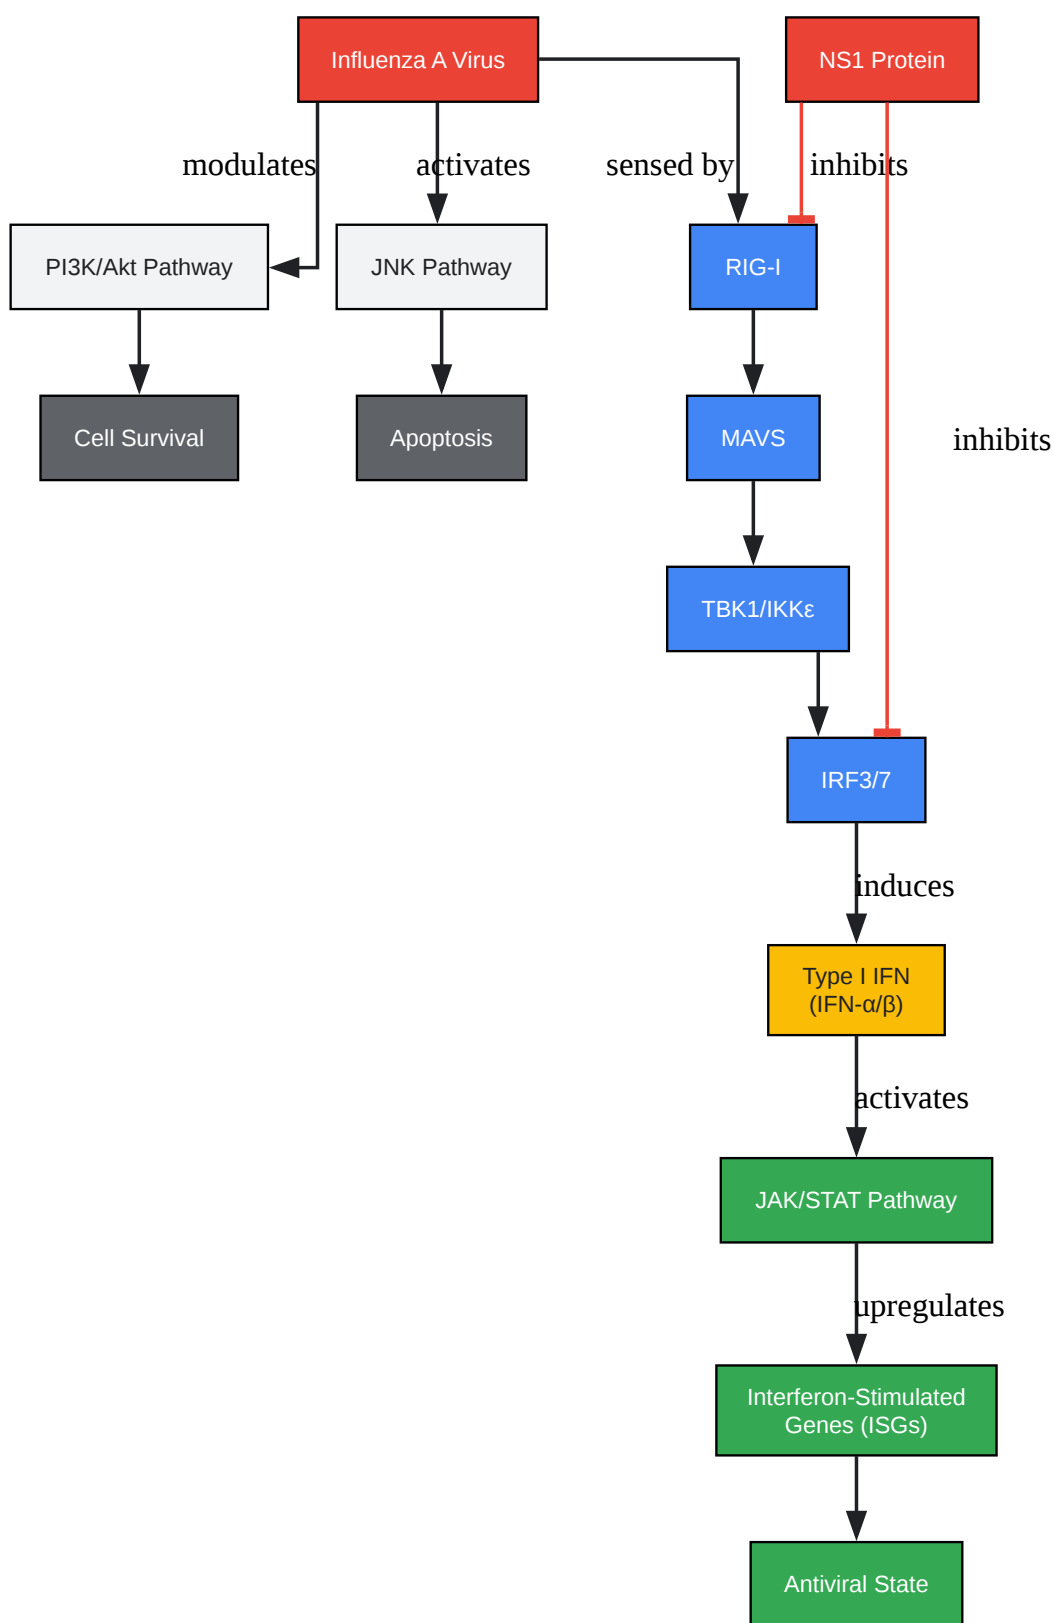 Influenza A Virus
NS1 Protein
modulates
activates
sensed by
inhibits
PI3K/Akt Pathway
JNK Pathway
RIG-I
Cell Survival
Apoptosis
MAVS
inhibits
TBK1/IKKε
IRF3/7
induces
Type I IFN
(IFN-α/β)
activates
JAK/STAT Pathway
upregulates
Interferon-Stimulated
Genes (ISGs)
Antiviral State